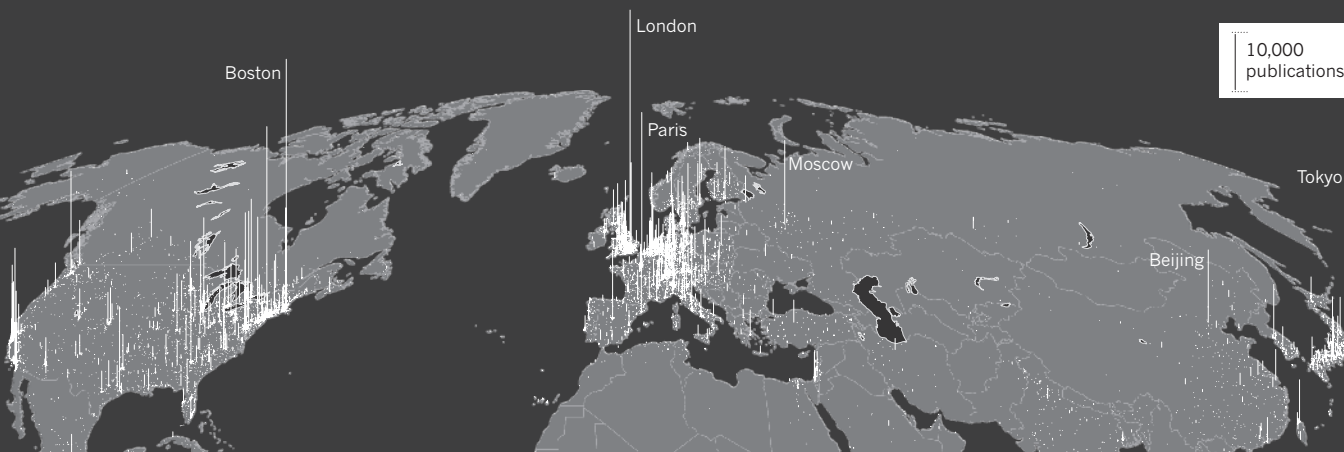 London
Boston
10,000
publications
Paris
Moscow
Tokyo
Beijing